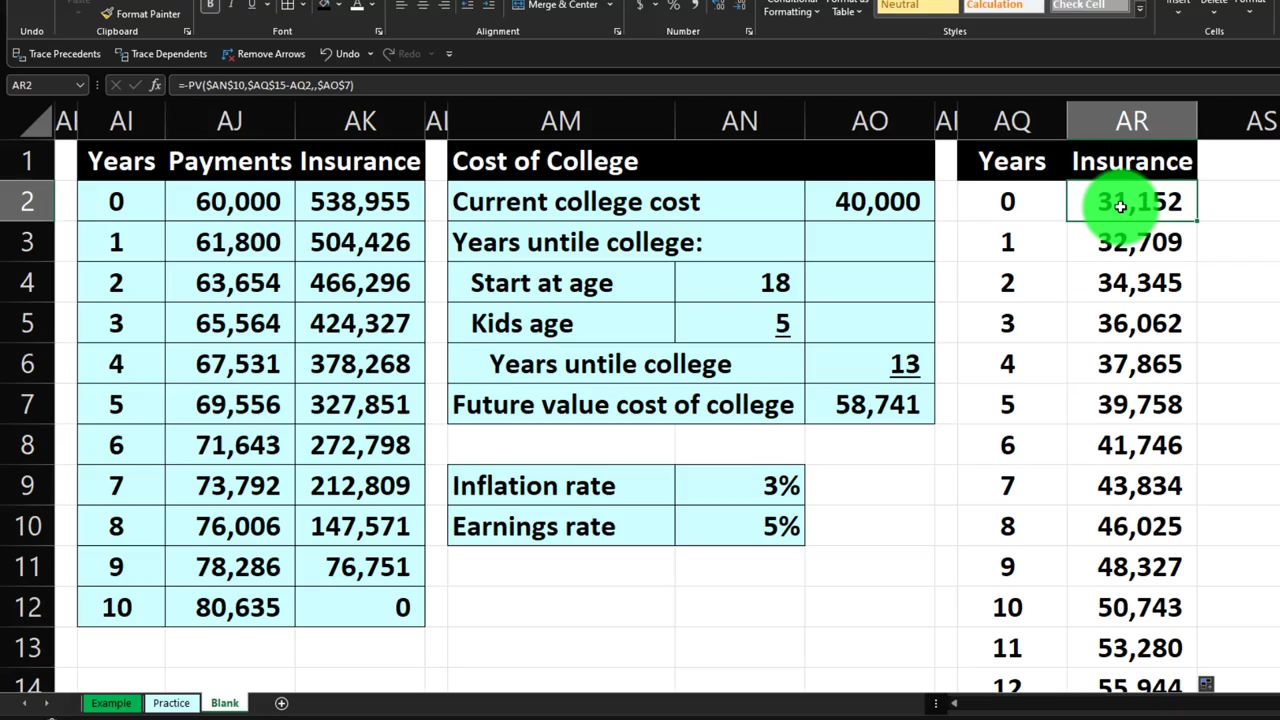 Format Painter
B I U A $ % 9
Merge & Center
Conditional Format as
Formatting Table
Neutral Calculation Check Cell
Insert Delete Format
Undo Clipboard Font Alignment Number Styles Cells
Trace Precedents Trace Dependents Remove Arrows Undo Redo
AR2 fx =-PV($AN$10,$AQ$15-AQ2,,$AO$7)
AI AJ AK AM AN AO AQ AR AS
1 Years Payments Insurance Cost of College Years Insurance
2 0 60,000 538,955 Current college cost 40,000 0 31,152
3 1 61,800 504,426 Years untile college: 1 32,709
4 2 63,654 466,296 Start at age 18 2 34,345
5 3 65,564 424,327 Kids age 5 3 36,062
6 4 67,531 378,268 Years untile college 13 4 37,865
7 5 69,556 327,851 Future value cost of college 58,741 5 39,758
8 6 71,643 272,798 6 41,746
9 7 73,792 212,809 Inflation rate 3% 7 43,834
10 8 76,006 147,571 Earnings rate 5% 8 46,025
11 9 78,286 76,751 9 48,327
12 10 80,635 0 10 50,743
13 11 53,280
14 12 55,944
Example Practice Blank